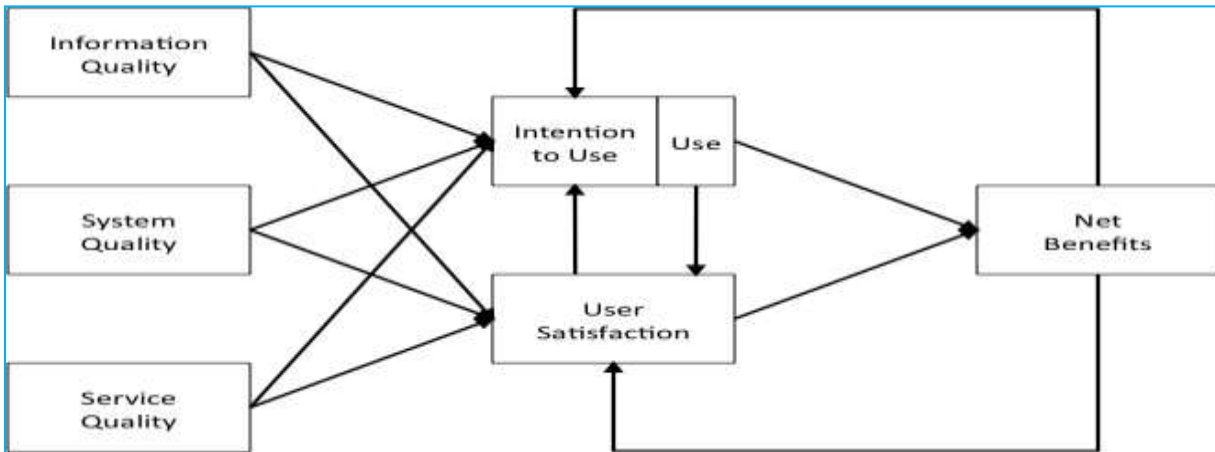 Information
Quality
Intention
to Use
Use
System
Quality
Net
Benefits
User
Satisfaction
Service
Quality